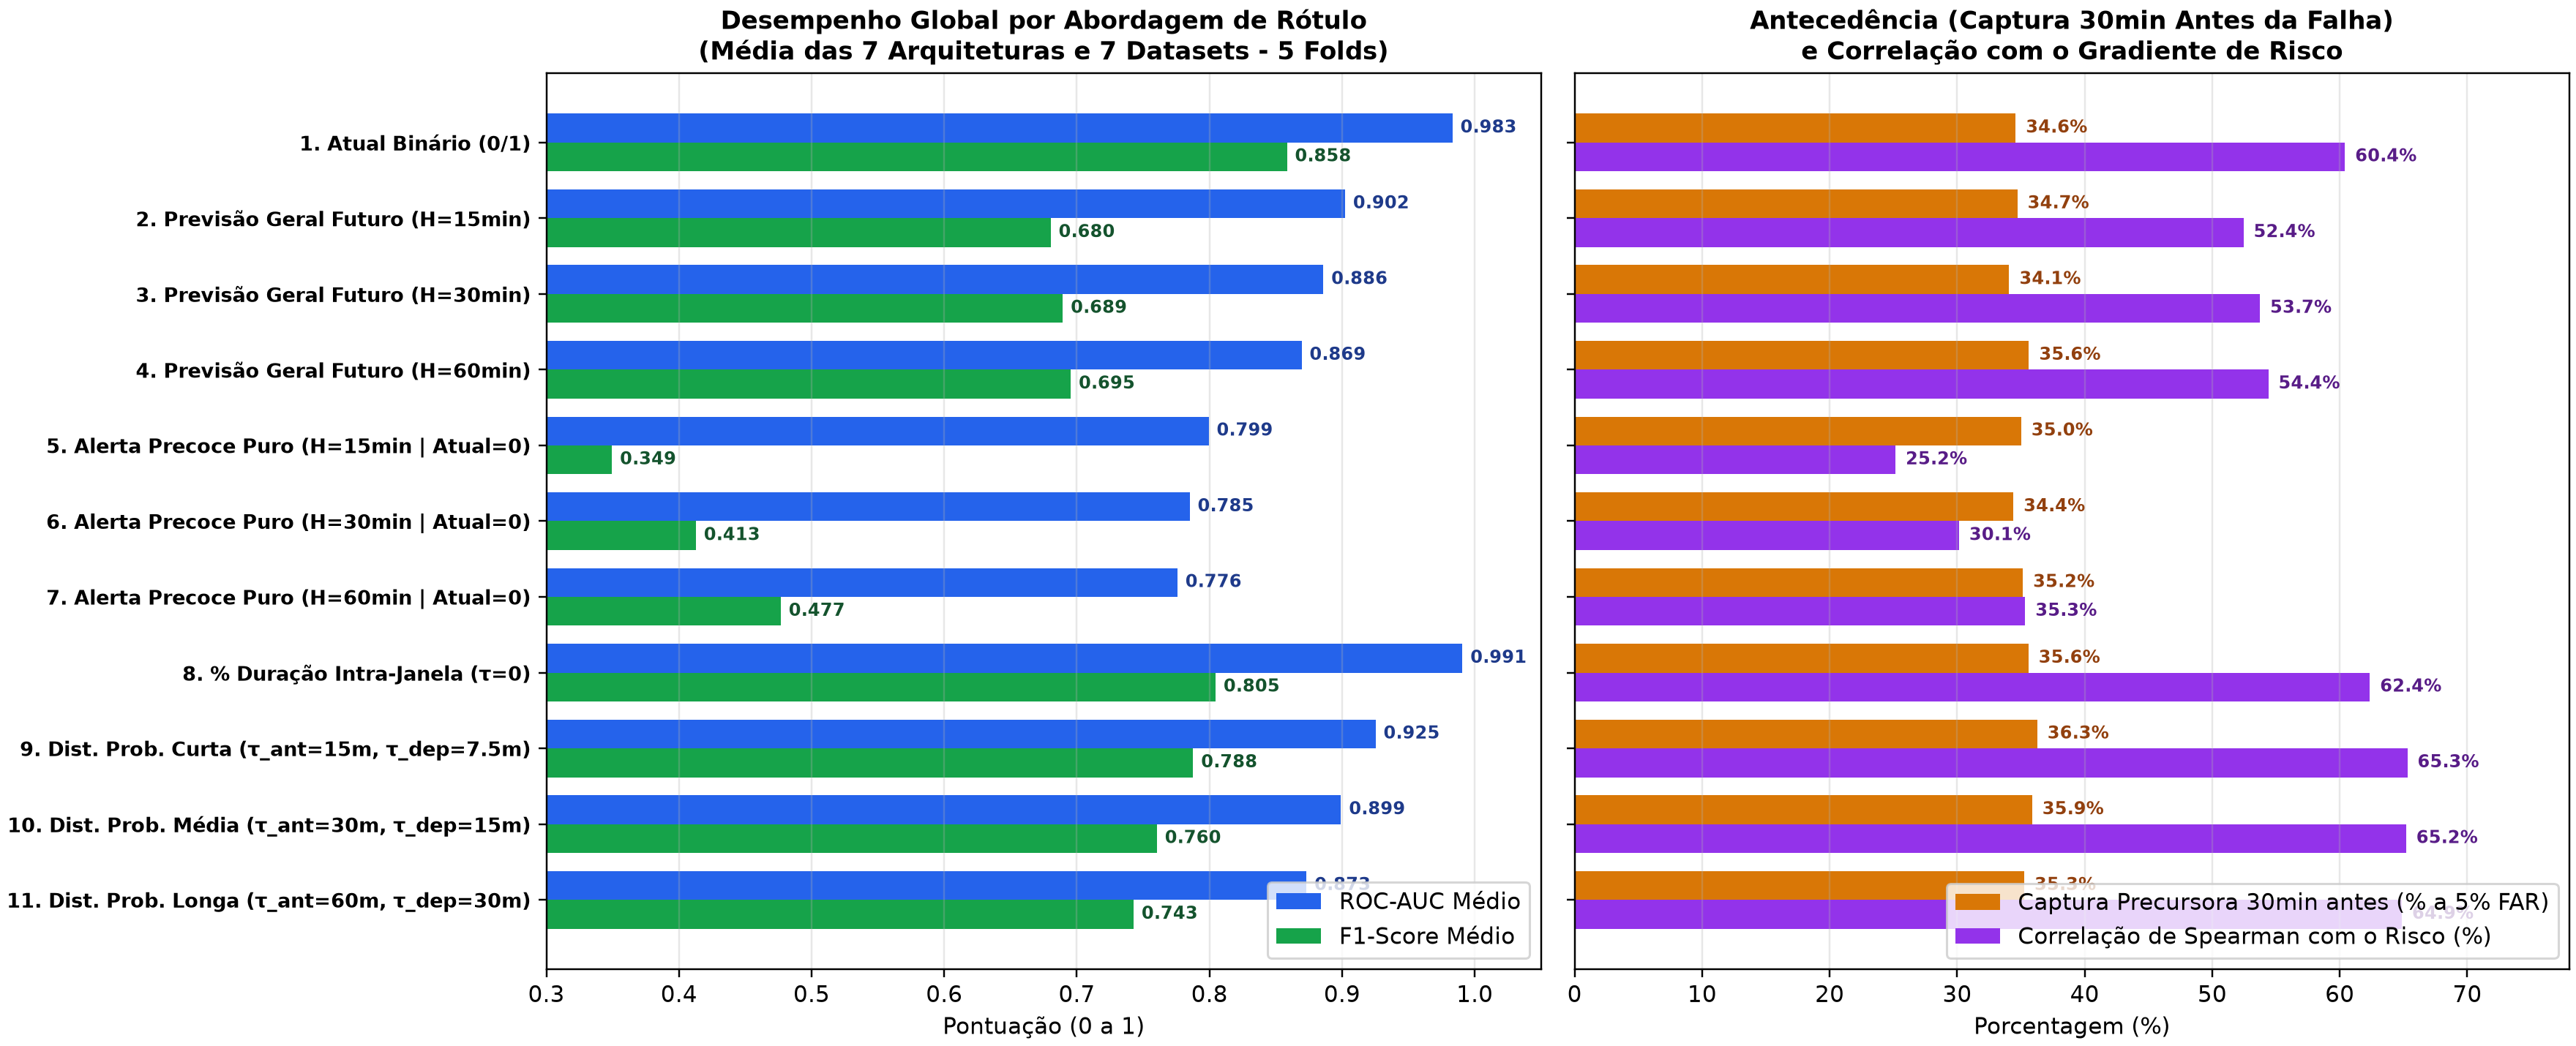 Desempenho Global por Abordagem de Rótulo
(Média das 7 Arquiteturas e 7 Datasets - 5 Folds)
1. Atual Binário (0/1)
0.983
0.858
2. Previsão Geral Futuro (H=15min)
0.902
0.680
3. Previsão Geral Futuro (H=30min)
0.886
0.689
4. Previsão Geral Futuro (H=60min)
0.869
0.695
5. Alerta Precoce Puro (H=15min | Atual=0)
0.799
0.349
6. Alerta Precoce Puro (H=30min | Atual=0)
0.785
0.413
7. Alerta Precoce Puro (H=60min | Atual=0)
0.776
0.477
8. % Duração Intra-Janela (τ=0)
0.991
0.805
9. Dist. Prob. Curta (τ_ant=15m, τ_dep=7.5m)
0.925
0.788
10. Dist. Prob. Média (τ_ant=30m, τ_dep=15m)
0.899
0.760
11. Dist. Prob. Longa (τ_ant=60m, τ_dep=30m)
0.873
0.743
ROC-AUC Médio
F1-Score Médio
0.3 0.4 0.5 0.6 0.7 0.8 0.9 1.0
Pontuação (0 a 1)
Antecedência (Captura 30min Antes da Falha)
e Correlação com o Gradiente de Risco
34.6%
60.4%
34.7%
52.4%
34.1%
53.7%
35.6%
54.4%
35.0%
25.2%
34.4%
30.1%
35.2%
35.3%
35.6%
62.4%
36.3%
65.3%
35.9%
65.2%
35.3%
64.9%
Captura Precursora 30min antes (% a 5% FAR)
Correlação de Spearman com o Risco (%)
0 10 20 30 40 50 60 70
Porcentagem (%)